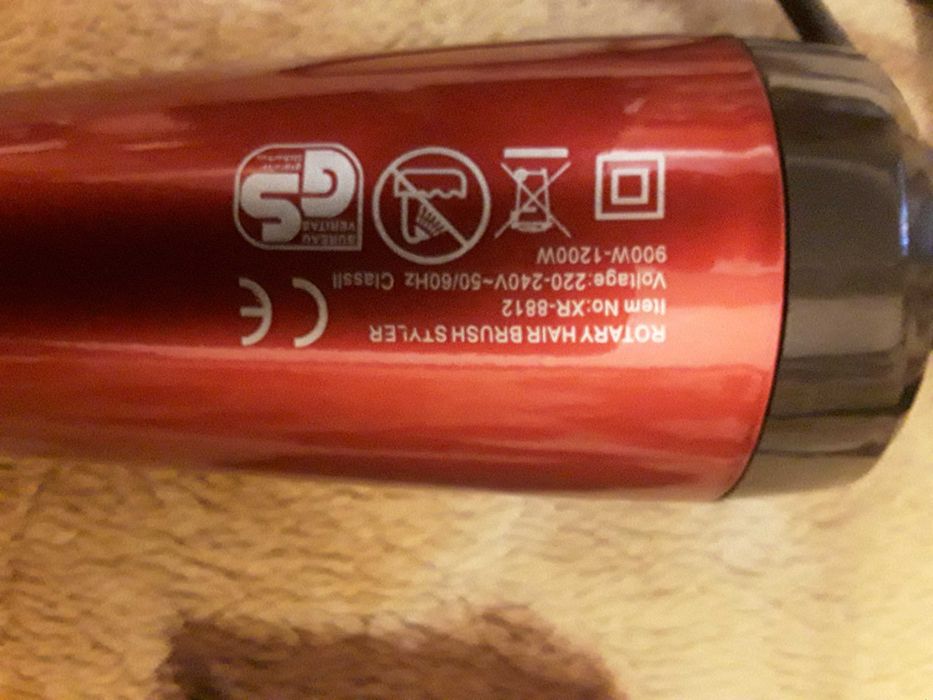 ROTARY HAIR BRUSH STYLER
item No:XR-8812
Voltage:220-240V~50/60Hz ClassII
900W-1200W
CE
BUREAU
VERITAS
GS